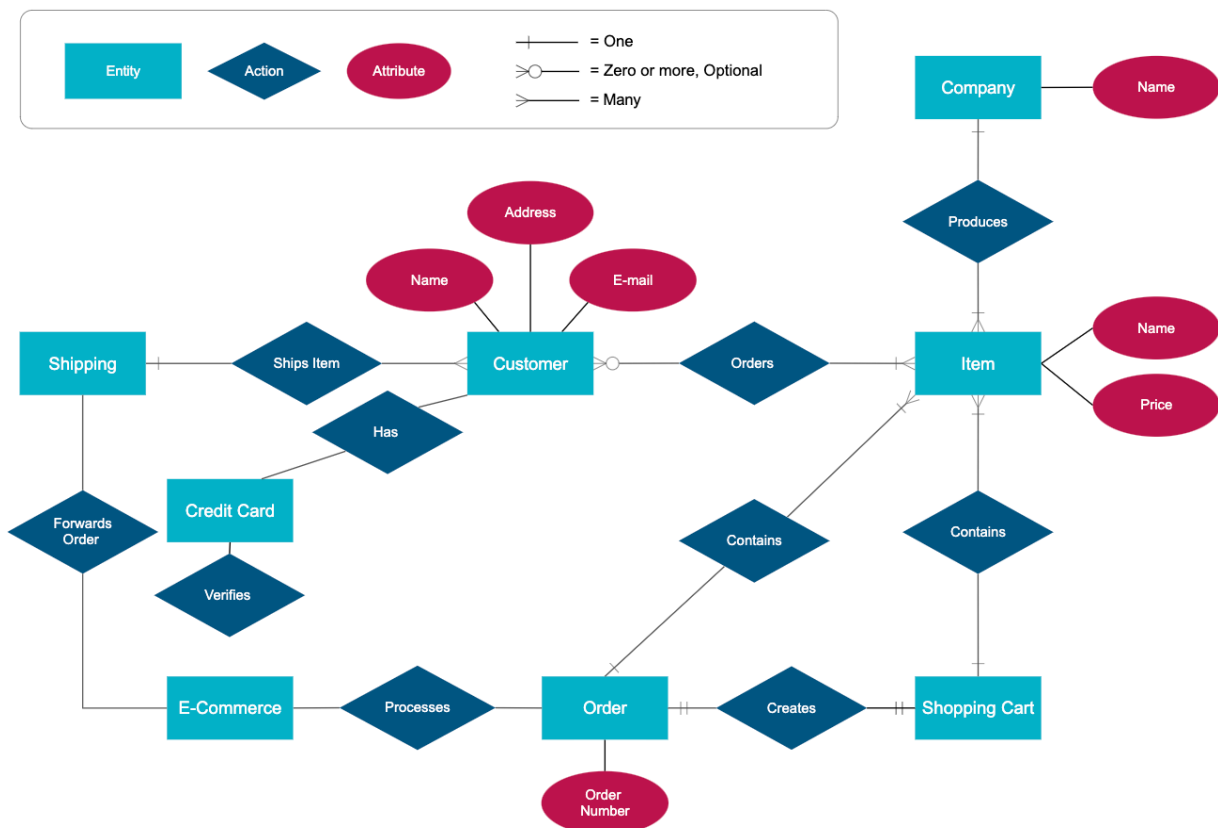 Entity
Action
Attribute
= One
= Zero or more, Optional
= Many
Company
Name
Produces
Address
Name
E-mail
Shipping
Ships Item
Customer
Orders
Item
Name
Price
Has
Credit Card
Forwards
Order
Verifies
Contains
Contains
E-Commerce
Processes
Order
Creates
Shopping Cart
Order
Number